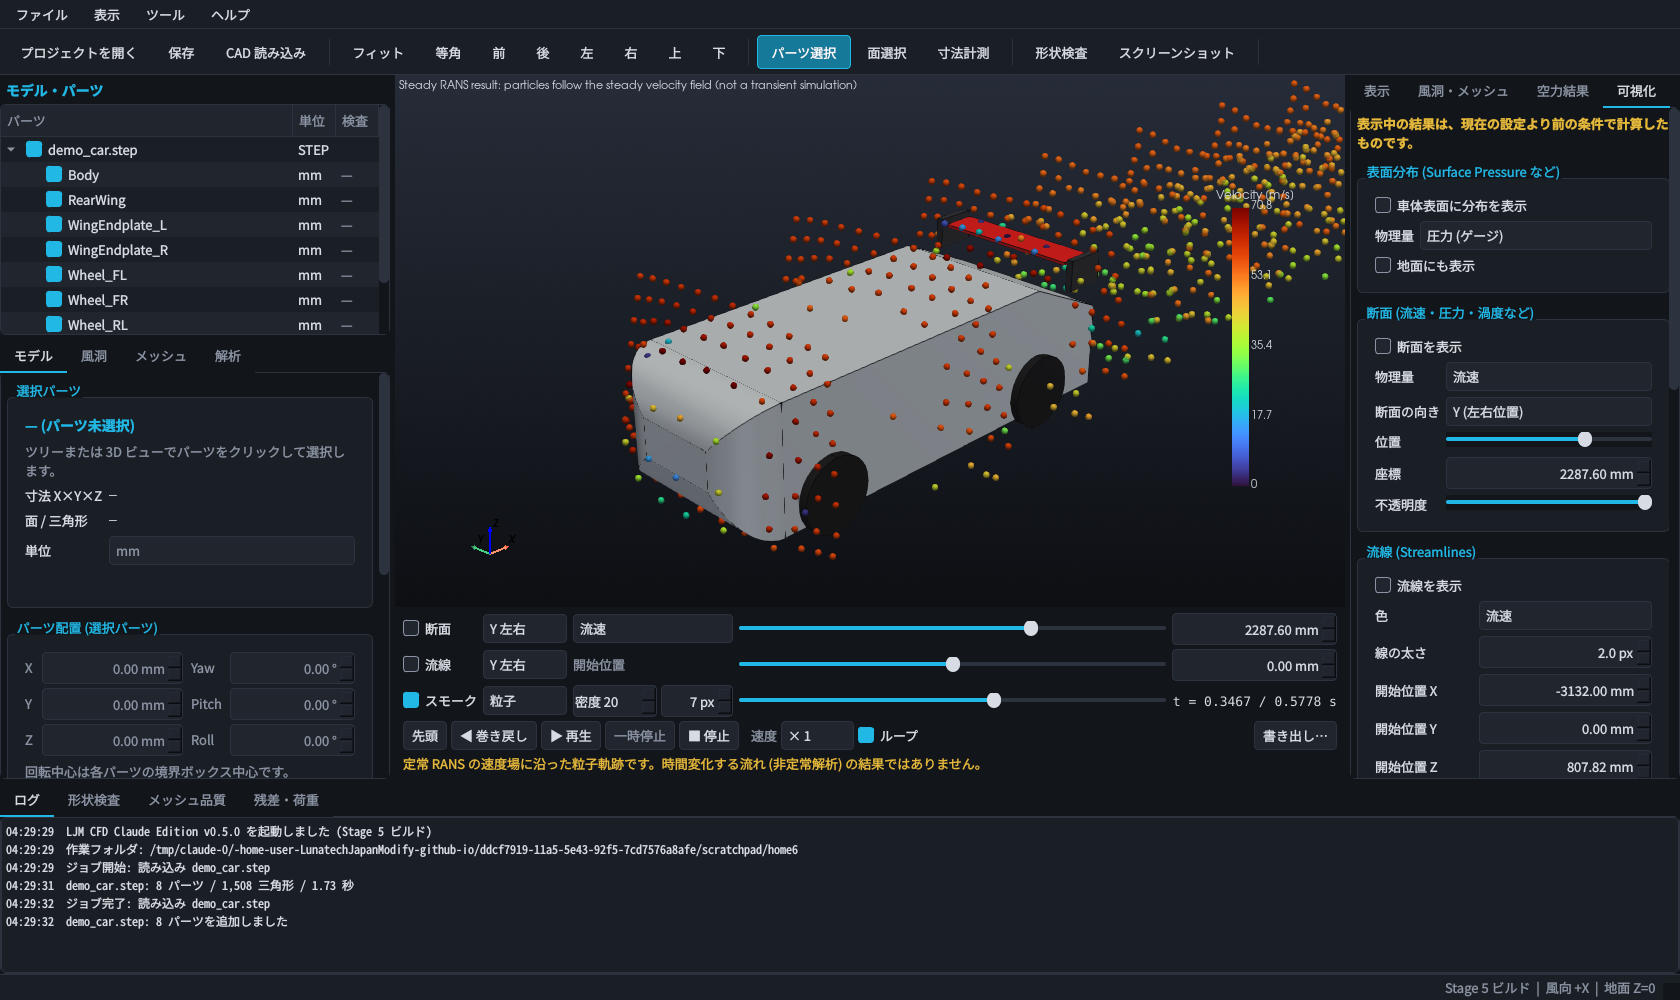 ファイル 表示 ツール ヘルプ
プロジェクトを開く 保存 CAD 読み込み フィット 等角 前 後 左 右 上 下 パーツ選択 面選択 寸法計測 形状検査 スクリーンショット
モデル・パーツ
パーツ 単位 検査
demo_car.step STEP
Body mm —
RearWing mm —
WingEndplate_L mm —
WingEndplate_R mm —
Wheel_FL mm —
Wheel_FR mm —
Wheel_RL mm —
モデル 風洞 メッシュ 解析
選択パーツ
— (パーツ未選択)
ツリーまたは 3D ビューでパーツをクリックして選択し
ます。
寸法 X×Y×Z —
面 / 三角形 —
単位 mm
パーツ配置 (選択パーツ)
X 0.00 mm Yaw 0.00 °
Y 0.00 mm Pitch 0.00 °
Z 0.00 mm Roll 0.00 °
回転中心は各パーツの境界ボックス中心です。
Steady RANS result: particles follow the steady velocity field (not a transient simulation)
Velocity (m/s)
70.8
53.1
35.4
17.7
0
Z
Y X
断面 Y 左右 流速 2287.60 mm
流線 Y 左右 開始位置 0.00 mm
スモーク 粒子 密度 20 7 px t = 0.3467 / 0.5778 s
先頭 ◀ 巻き戻し ▶ 再生 一時停止 ■ 停止 速度 × 1 ループ 書き出し…
定常 RANS の速度場に沿った粒子軌跡です。時間変化する流れ (非定常解析) の結果ではありません。
表示 風洞・メッシュ 空力結果 可視化
表示中の結果は、現在の設定より前の条件で計算した
ものです。
表面分布 (Surface Pressure など)
車体表面に分布を表示
物理量 圧力 (ゲージ)
地面にも表示
断面 (流速・圧力・渦度など)
断面を表示
物理量 流速
断面の向き Y (左右位置)
位置
座標 2287.60 mm
不透明度
流線 (Streamlines)
流線を表示
色 流速
線の太さ 2.0 px
開始位置 X -3132.00 mm
開始位置 Y 0.00 mm
開始位置 Z 807.82 mm
ログ 形状検査 メッシュ品質 残差・荷重
04:29:29 LJM CFD Claude Edition v0.5.0 を起動しました (Stage 5 ビルド)
04:29:29 作業フォルダ: /tmp/claude-0/-home-user-LunatechJapanModify-github-io/ddcf7919-11a5-5e43-92f5-7cd7576a8afe/scratchpad/home6
04:29:29 ジョブ開始: 読み込み demo_car.step
04:29:31 demo_car.step: 8 パーツ / 1,508 三角形 / 1.73 秒
04:29:32 ジョブ完了: 読み込み demo_car.step
04:29:32 demo_car.step: 8 パーツを追加しました
Stage 5 ビルド | 風向 +X | 地面 Z=0